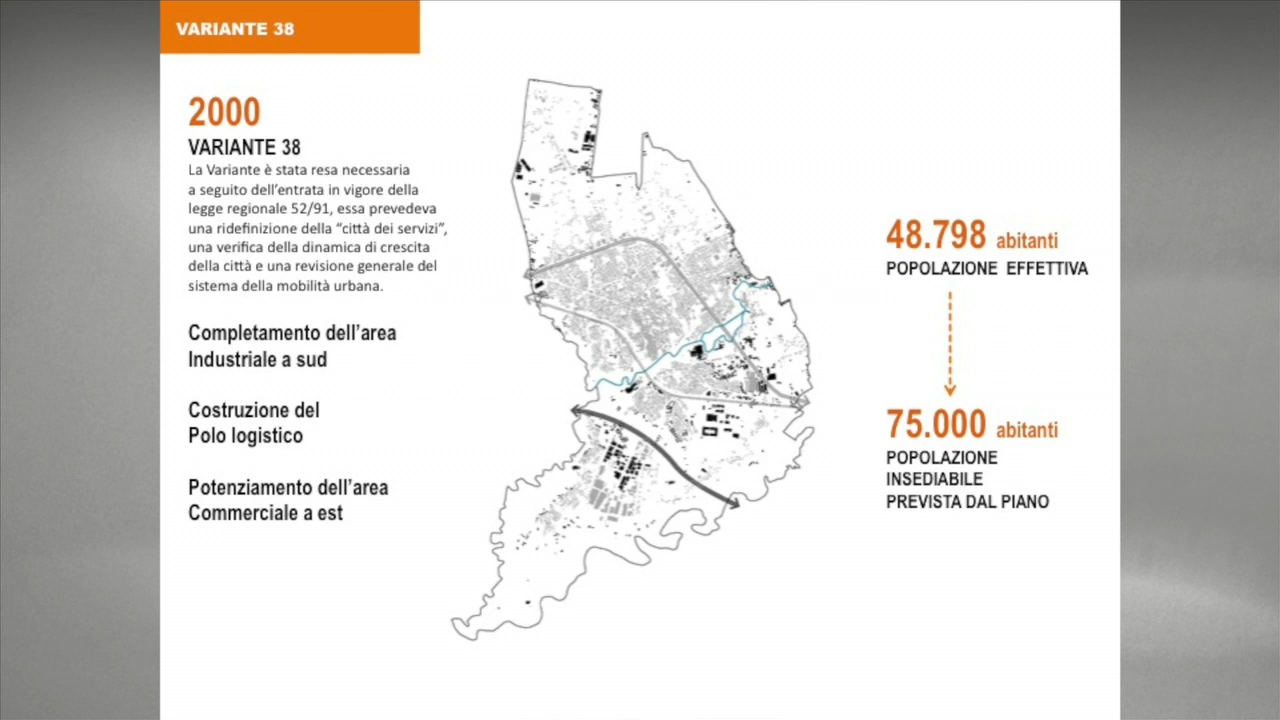 VARIANTE 38
2000
VARIANTE 38
La Variante è stata resa necessaria
a seguito dell'entrata in vigore della
legge regionale 52/91, essa prevedeva
una ridefinizione della "città dei servizi",
una verifica della dinamica di crescita
della città e una revisione generale del
sistema della mobilità urbana.
Completamento dell'area
Industriale a sud
Costruzione del
Polo logistico
Potenziamento dell'area
Commerciale a est
48.798 abitanti
POPOLAZIONE EFFETTIVA
75.000 abitanti
POPOLAZIONE
INSEDIABILE
PREVISTA DAL PIANO